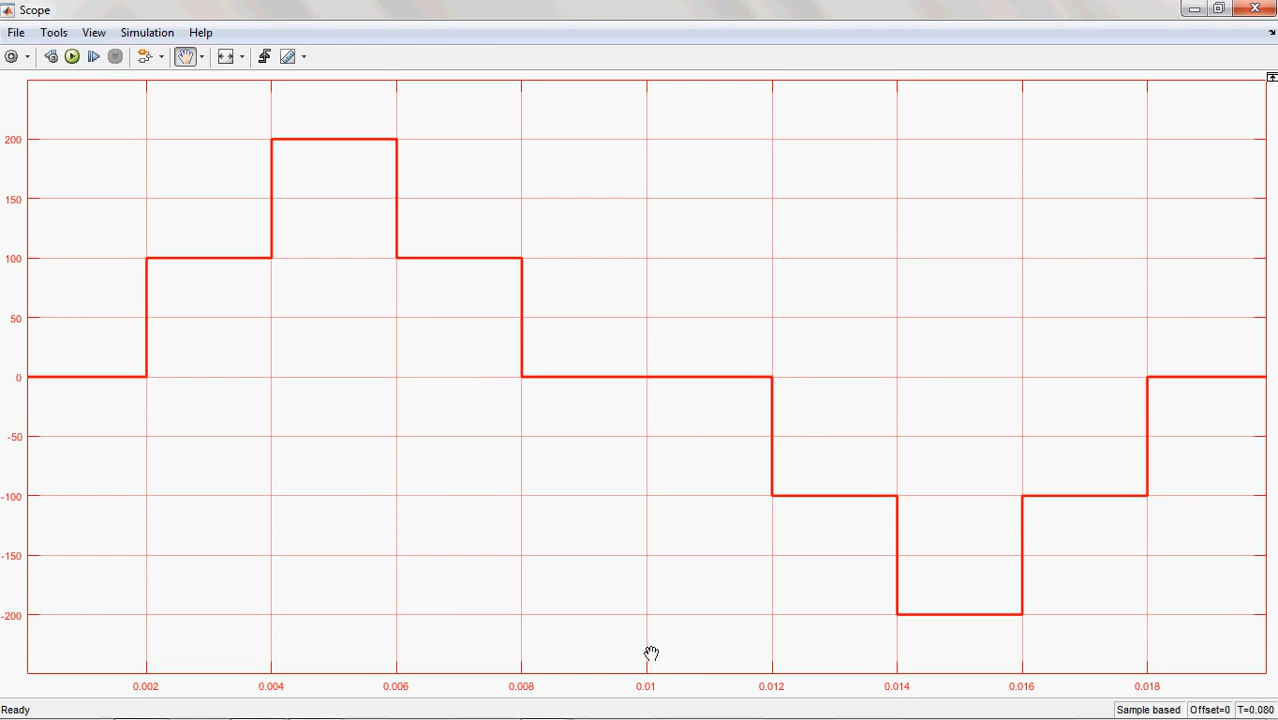 Scope
File Tools View Simulation Help
200
150
100
50
0
-50
-100
-150
-200
0.002 0.004 0.006 0.008 0.01 0.012 0.014 0.016 0.018
Ready Sample based Offset=0 T=0.080